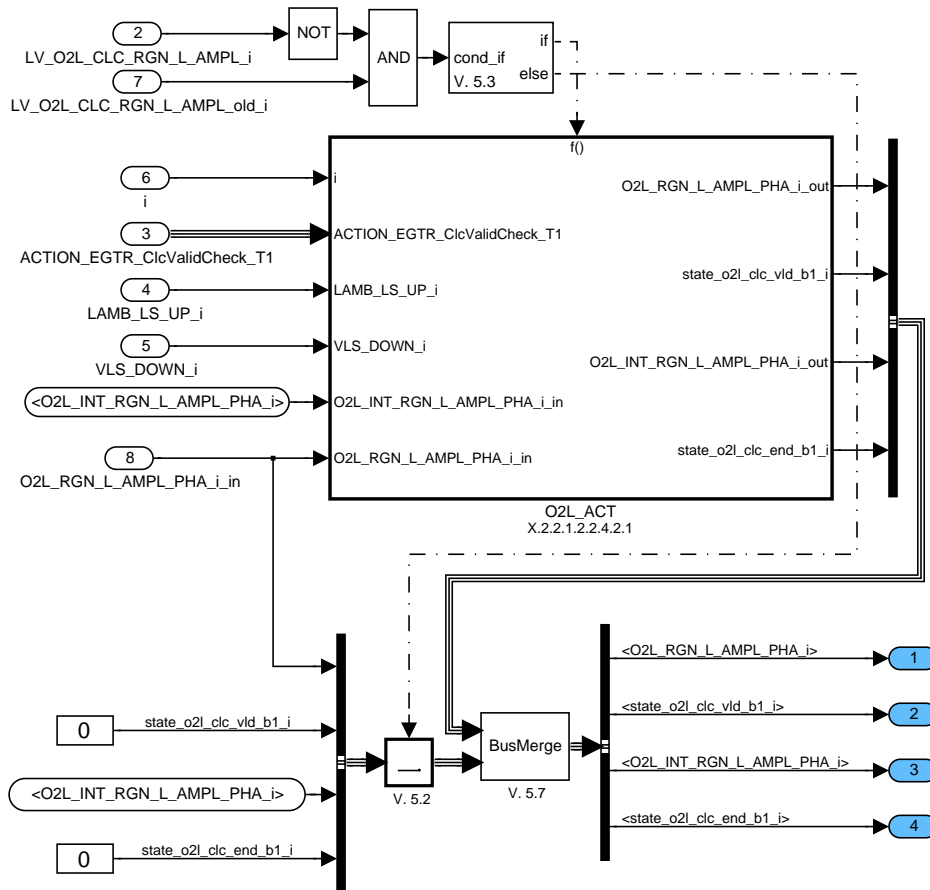 2
NOT
LV_O2L_CLC_RGN_L_AMPL_i
AND
7
LV_O2L_CLC_RGN_L_AMPL_old_i
if
cond_if
else
V. 5.3
f()
6
i
i
O2L_RGN_L_AMPL_PHA_i_out
3
ACTION_EGTR_ClcValidCheck_T1
ACTION_EGTR_ClcValidCheck_T1
state_o2l_clc_vld_b1_i
4
LAMB_LS_UP_i
LAMB_LS_UP_i
5
VLS_DOWN_i
VLS_DOWN_i
O2L_INT_RGN_L_AMPL_PHA_i_out
<O2L_INT_RGN_L_AMPL_PHA_i>
O2L_INT_RGN_L_AMPL_PHA_i_in
8
O2L_RGN_L_AMPL_PHA_i_in
O2L_RGN_L_AMPL_PHA_i_in
state_o2l_clc_end_b1_i
O2L_ACT
X.2.2.1.2.2.4.2.1
<O2L_RGN_L_AMPL_PHA_i>
1
0
state_o2l_clc_vld_b1_i
<state_o2l_clc_vld_b1_i>
2
BusMerge
V. 5.2
V. 5.7
<O2L_INT_RGN_L_AMPL_PHA_i>
3
<O2L_INT_RGN_L_AMPL_PHA_i>
<state_o2l_clc_end_b1_i>
4
0
state_o2l_clc_end_b1_i